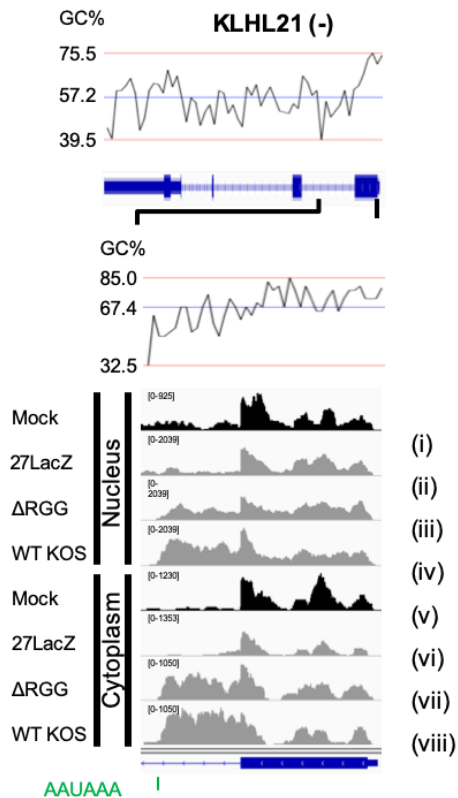 KLHL21 (-)
GC%
75.5
57.2
39.5
GC%
85.0
67.4
32.5
Nucleus
Mock
[0-925]
(i)
27LacZ
[0-2039]
(ii)
ΔRGG
[0-
2039]
(iii)
WT KOS
[0-2039]
(iv)
Cytoplasm
Mock
[0-1230]
(v)
27LacZ
[0-1353]
(vi)
ΔRGG
[0-1050]
(vii)
WT KOS
[0-1050]
(viii)
AAUAAA